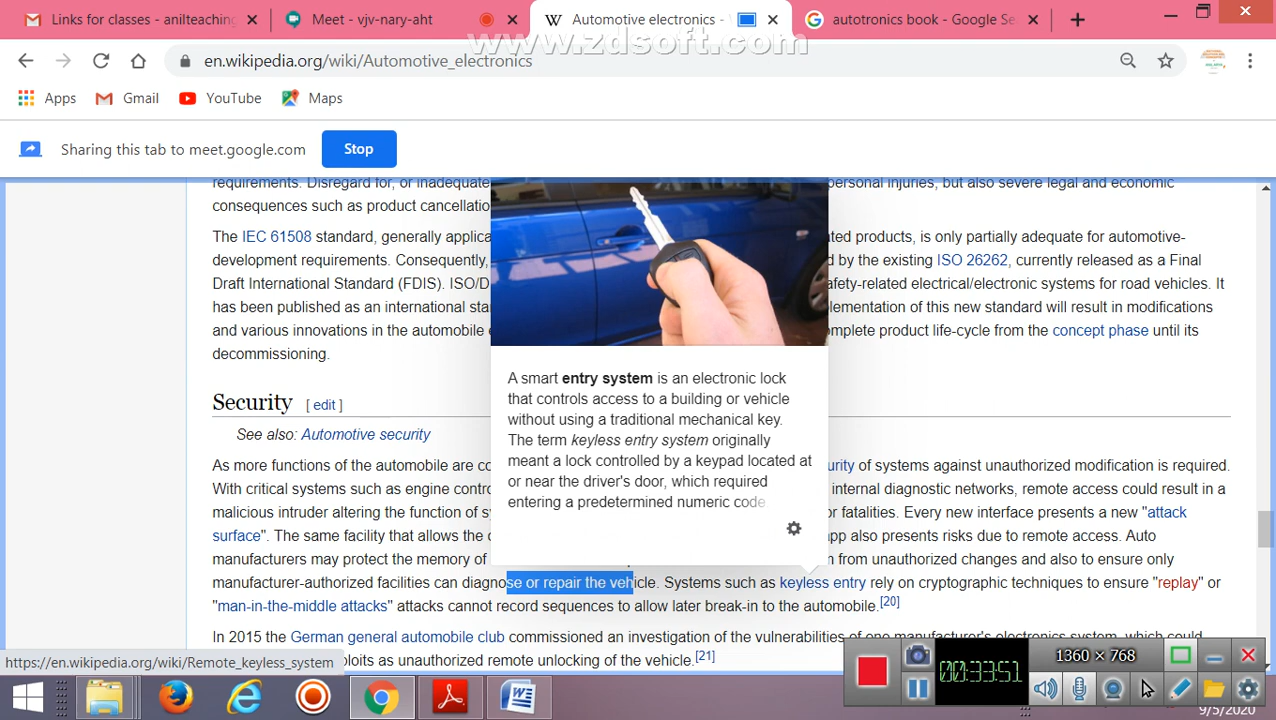 Links for classes - anilteaching
Meet - vjv-nary-aht
Automotive electronics -
autotronics book - Google Se
www.zdsoft.com
en.wikipedia.org/wiki/Automotive_electronics
Apps Gmail YouTube Maps
Sharing this tab to meet.google.com Stop
requirements. Disregard for, or inadequate personal injuries, but also severe legal and economic
consequences such as product cancellatio
The IEC 61508 standard, generally applica ted products, is only partially adequate for automotive-
development requirements. Consequently, d by the existing ISO 26262, currently released as a Final
Draft International Standard (FDIS). ISO/D afety-related electrical/electronic systems for road vehicles. It
has been published as an international sta plementation of this new standard will result in modifications
and various innovations in the automobile e omplete product life-cycle from the concept phase until its
decommissioning.
A smart entry system is an electronic lock
that controls access to a building or vehicle
without using a traditional mechanical key.
The term keyless entry system originally
meant a lock controlled by a keypad located at
or near the driver's door, which required
entering a predetermined numeric code
Security [ edit ]
See also: Automotive security
As more functions of the automobile are co urity of systems against unauthorized modification is required.
With critical systems such as engine contro internal diagnostic networks, remote access could result in a
malicious intruder altering the function of sy or fatalities. Every new interface presents a new "attack
surface". The same facility that allows the o app also presents risks due to remote access. Auto
manufacturers may protect the memory of m from unauthorized changes and also to ensure only
manufacturer-authorized facilities can diagnose or repair the vehicle. Systems such as keyless entry rely on cryptographic techniques to ensure "replay" or
"man-in-the-middle attacks" attacks cannot record sequences to allow later break-in to the automobile.[20]
In 2015 the German general automobile club commissioned an investigation of the vulnerabilities of one manufacturer's electronics system, which could
ploits as unauthorized remote unlocking of the vehicle.[21]
https://en.wikipedia.org/wiki/Remote_keyless_system
1360 × 768
00:33:51
9/5/2020